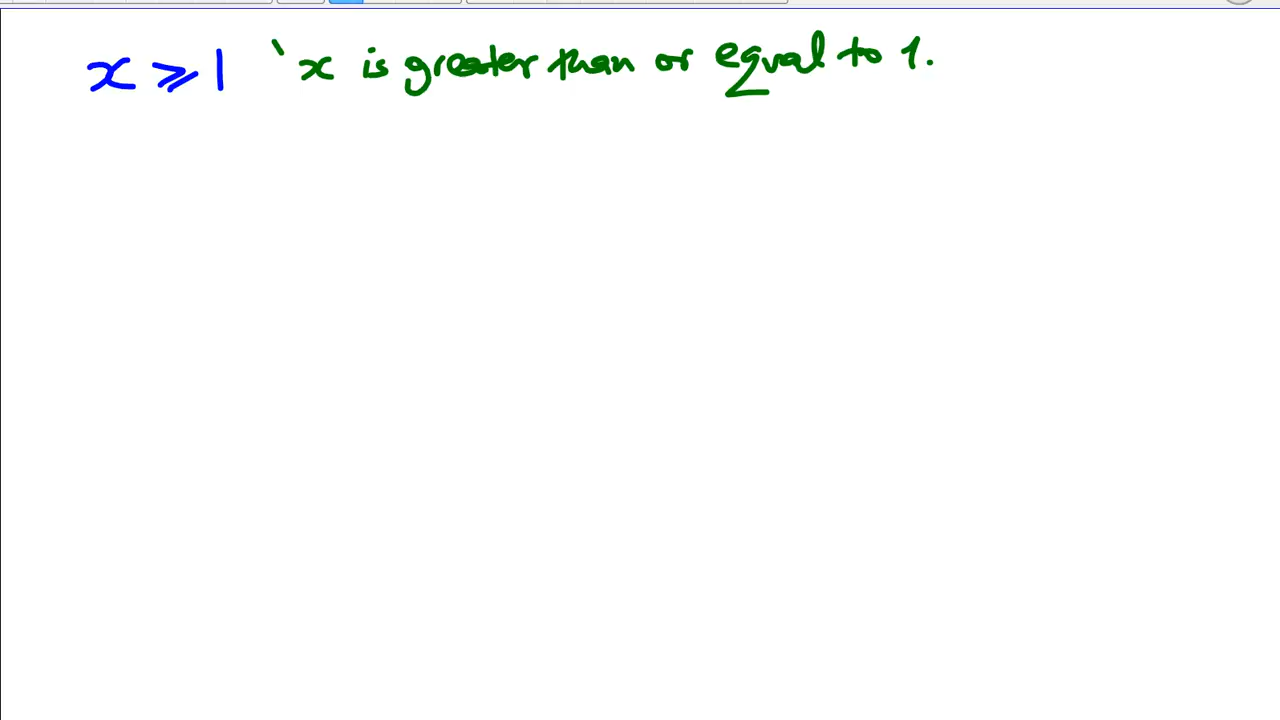 x ⩾ 1 ‵x is greater than or equal to 1.